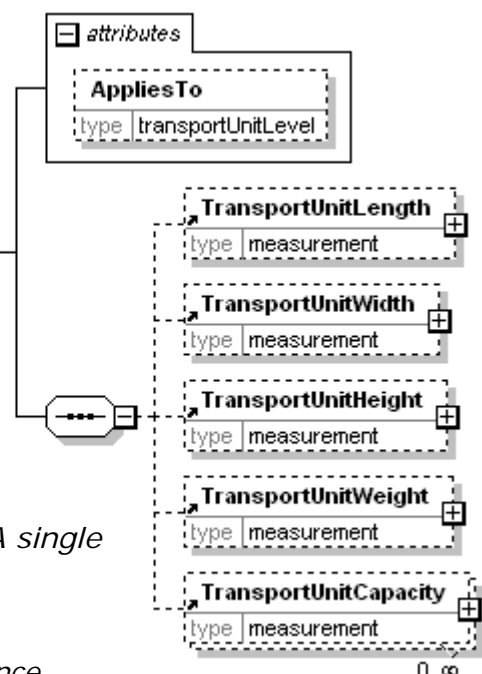 attributes
AppliesTo
type transportUnitLevel
TransportUnitLength
type measurement
TransportUnitWidth
type measurement
TransportUnitHeight
type measurement
A single
TransportUnitWeight
type measurement
TransportUnitCapacity
type measurement